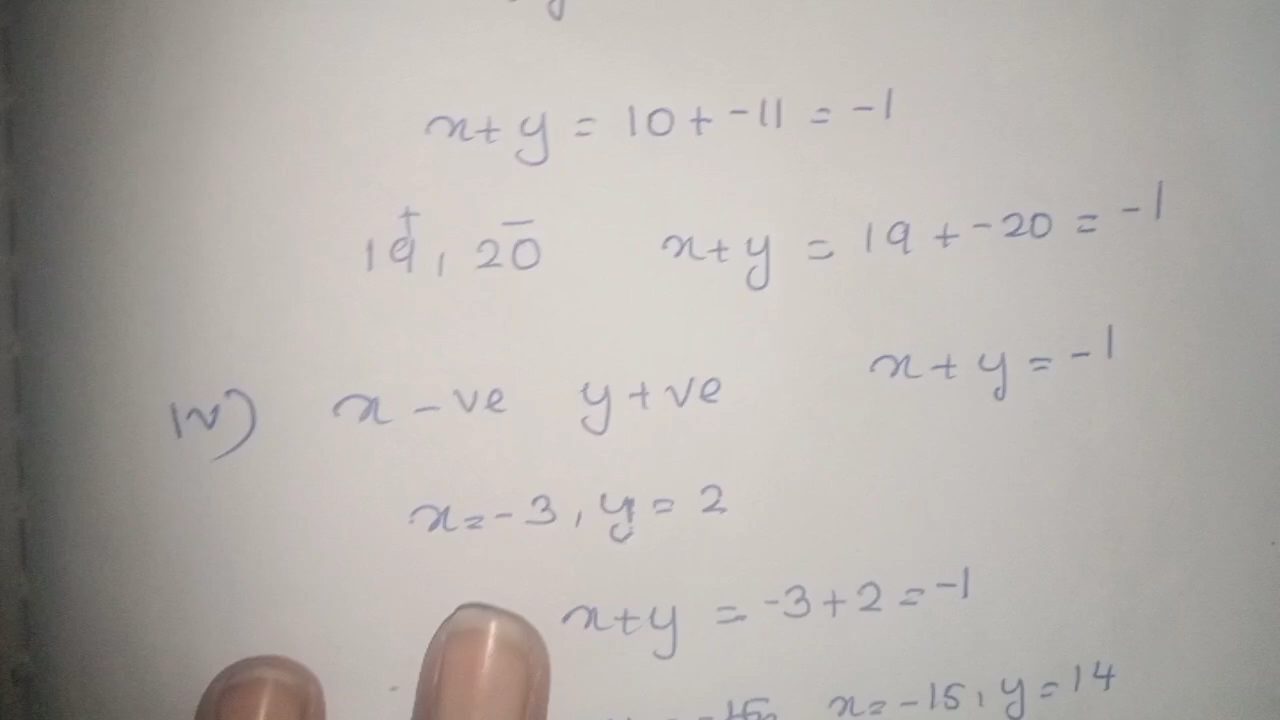 x+y = 10+-11 = -1
19⁺, 20⁻ x+y = 19+-20 = -1
x+y = -1
iv) x -ve y +ve
x=-3, y=2
x+y = -3+2 = -1
x=-15, y=14